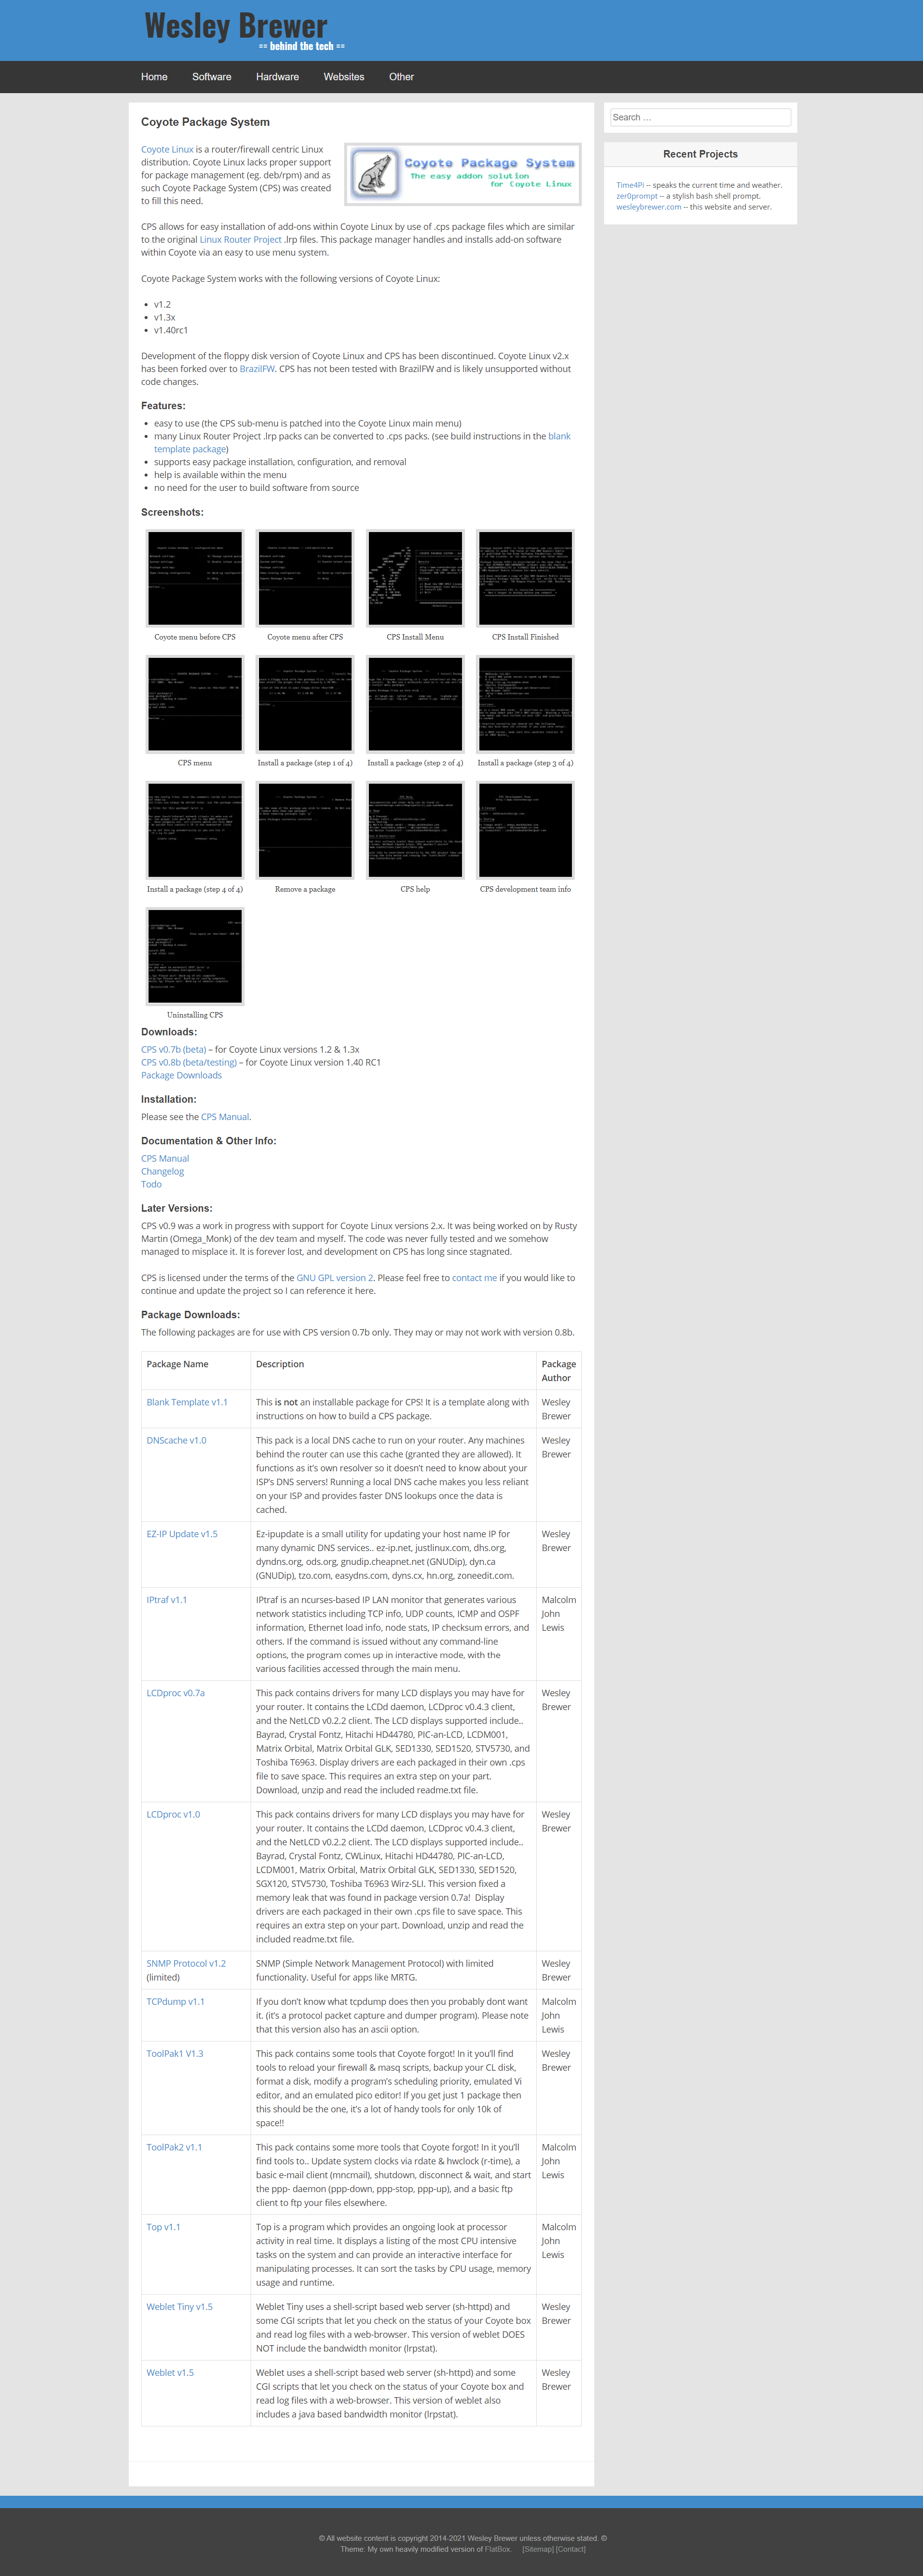 Wesley Brewer
== behind the tech ==
Home
Software
Hardware
Websites
Other
Coyote Package System
Coyote Linux is a router/firewall centric Linux
distribution. Coyote Linux lacks proper support
for package management (eg. deb/rpm) and as
such Coyote Package System (CPS) was created
to fill this need.
Coyote Package System
The easy addon solution
for Coyote Linux
CPS allows for easy installation of add-ons within Coyote Linux by use of .cps package files which are similar
to the original Linux Router Project .lrp files. This package manager handles and installs add-on software
within Coyote via an easy to use menu system.
Coyote Package System works with the following versions of Coyote Linux:
• v1.2
• v1.3x
• v1.40rc1
Development of the floppy disk version of Coyote Linux and CPS has been discontinued. Coyote Linux v2.x
has been forked over to BrazilFW. CPS has not been tested with BrazilFW and is likely unsupported without
code changes.
Features:
• easy to use (the CPS sub-menu is patched into the Coyote Linux main menu)
• many Linux Router Project .lrp packs can be converted to .cps packs. (see build instructions in the blank
template package)
• supports easy package installation, configuration, and removal
• help is available within the menu
• no need for the user to build software from source
Screenshots:
Coyote menu before CPS
Coyote menu after CPS
CPS Install Menu
CPS Install Finished
CPS menu
Install a package (step 1 of 4)
Install a package (step 2 of 4)
Install a package (step 3 of 4)
Install a package (step 4 of 4)
Remove a package
CPS help
CPS development team info
Uninstalling CPS
Downloads:
CPS v0.7b (beta) – for Coyote Linux versions 1.2 & 1.3x
CPS v0.8b (beta/testing) – for Coyote Linux version 1.40 RC1
Package Downloads
Installation:
Please see the CPS Manual.
Documentation & Other Info:
CPS Manual
Changelog
Todo
Later Versions:
CPS v0.9 was a work in progress with support for Coyote Linux versions 2.x. It was being worked on by Rusty
Martin (Omega_Monk) of the dev team and myself. The code was never fully tested and we somehow
managed to misplace it. It is forever lost, and development on CPS has long since stagnated.
CPS is licensed under the terms of the GNU GPL version 2. Please feel free to contact me if you would like to
continue and update the project so I can reference it here.
Package Downloads:
The following packages are for use with CPS version 0.7b only. They may or may not work with version 0.8b.
Package Name
Description
Package
Author
Blank Template v1.1
This is not an installable package for CPS! It is a template along with
instructions on how to build a CPS package.
Wesley
Brewer
DNScache v1.0
This pack is a local DNS cache to run on your router. Any machines
behind the router can use this cache (granted they are allowed). It
functions as it's own resolver so it doesn't need to know about your
ISP's DNS servers! Running a local DNS cache makes you less reliant
on your ISP and provides faster DNS lookups once the data is
cached.
Wesley
Brewer
EZ-IP Update v1.5
Ez-ipupdate is a small utility for updating your host name IP for
many dynamic DNS services.. ez-ip.net, justlinux.com, dhs.org,
dyndns.org, ods.org, gnudip.cheapnet.net (GNUDip), dyn.ca
(GNUDip), tzo.com, easydns.com, dyns.cx, hn.org, zoneedit.com.
Wesley
Brewer
IPtraf v1.1
IPtraf is an ncurses-based IP LAN monitor that generates various
network statistics including TCP info, UDP counts, ICMP and OSPF
information, Ethernet load info, node stats, IP checksum errors, and
others. If the command is issued without any command-line
options, the program comes up in interactive mode, with the
various facilities accessed through the main menu.
Malcolm
John
Lewis
LCDproc v0.7a
This pack contains drivers for many LCD displays you may have for
your router. It contains the LCDd daemon, LCDproc v0.4.3 client,
and the NetLCD v0.2.2 client. The LCD displays supported include..
Bayrad, Crystal Fontz, Hitachi HD44780, PIC-an-LCD, LCDM001,
Matrix Orbital, Matrix Orbital GLK, SED1330, SED1520, STV5730, and
Toshiba T6963. Display drivers are each packaged in their own .cps
file to save space. This requires an extra step on your part.
Download, unzip and read the included readme.txt file.
Wesley
Brewer
LCDproc v1.0
This pack contains drivers for many LCD displays you may have for
your router. It contains the LCDd daemon, LCDproc v0.4.3 client,
and the NetLCD v0.2.2 client. The LCD displays supported include..
Bayrad, Crystal Fontz, CWLinux, Hitachi HD44780, PIC-an-LCD,
LCDM001, Matrix Orbital, Matrix Orbital GLK, SED1330, SED1520,
SGX120, STV5730, Toshiba T6963 Wirz-SLI. This version fixed a
memory leak that was found in package version 0.7a! Display
drivers are each packaged in their own .cps file to save space. This
requires an extra step on your part. Download, unzip and read the
included readme.txt file.
Wesley
Brewer
SNMP Protocol v1.2
(limited)
SNMP (Simple Network Management Protocol) with limited
functionality. Useful for apps like MRTG.
Wesley
Brewer
TCPdump v1.1
If you don't know what tcpdump does then you probably dont want
it. (it's a protocol packet capture and dumper program). Please note
that this version also has an ascii option.
Malcolm
John
Lewis
ToolPak1 V1.3
This pack contains some tools that Coyote forgot! In it you'll find
tools to reload your firewall & masq scripts, backup your CL disk,
format a disk, modify a program's scheduling priority, emulated Vi
editor, and an emulated pico editor! If you get just 1 package then
this should be the one, it's a lot of handy tools for only 10k of
space!!
Wesley
Brewer
ToolPak2 v1.1
This pack contains some more tools that Coyote forgot! In it you'll
find tools to.. Update system clocks via rdate & hwclock (r-time), a
basic e-mail client (mncmail), shutdown, disconnect & wait, and start
the ppp- daemon (ppp-down, ppp-stop, ppp-up), and a basic ftp
client to ftp your files elsewhere.
Malcolm
John
Lewis
Top v1.1
Top is a program which provides an ongoing look at processor
activity in real time. It displays a listing of the most CPU intensive
tasks on the system and can provide an interactive interface for
manipulating processes. It can sort the tasks by CPU usage, memory
usage and runtime.
Malcolm
John
Lewis
Weblet Tiny v1.5
Weblet Tiny uses a shell-script based web server (sh-httpd) and
some CGI scripts that let you check on the status of your Coyote box
and read log files with a web-browser. This version of weblet DOES
NOT include the bandwidth monitor (lrpstat).
Wesley
Brewer
Weblet v1.5
Weblet uses a shell-script based web server (sh-httpd) and some
CGI scripts that let you check on the status of your Coyote box and
read log files with a web-browser. This version of weblet also
includes a java based bandwidth monitor (lrpstat).
Wesley
Brewer
Search …
Recent Projects
Time4Pi -- speaks the current time and weather.
zer0prompt -- a stylish bash shell prompt.
wesleybrewer.com -- this website and server.
© All website content is copyright 2014-2021 Wesley Brewer unless otherwise stated. ©
Theme: My own heavily modified version of FlatBox. [Sitemap] [Contact]